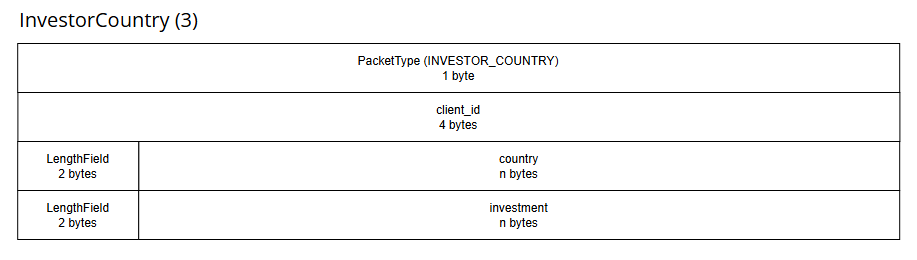 InvestorCountry (3)
PacketType (INVESTOR_COUNTRY)
1 byte
client_id
4 bytes
LengthField
2 bytes
country
n bytes
LengthField
2 bytes
investment
n bytes